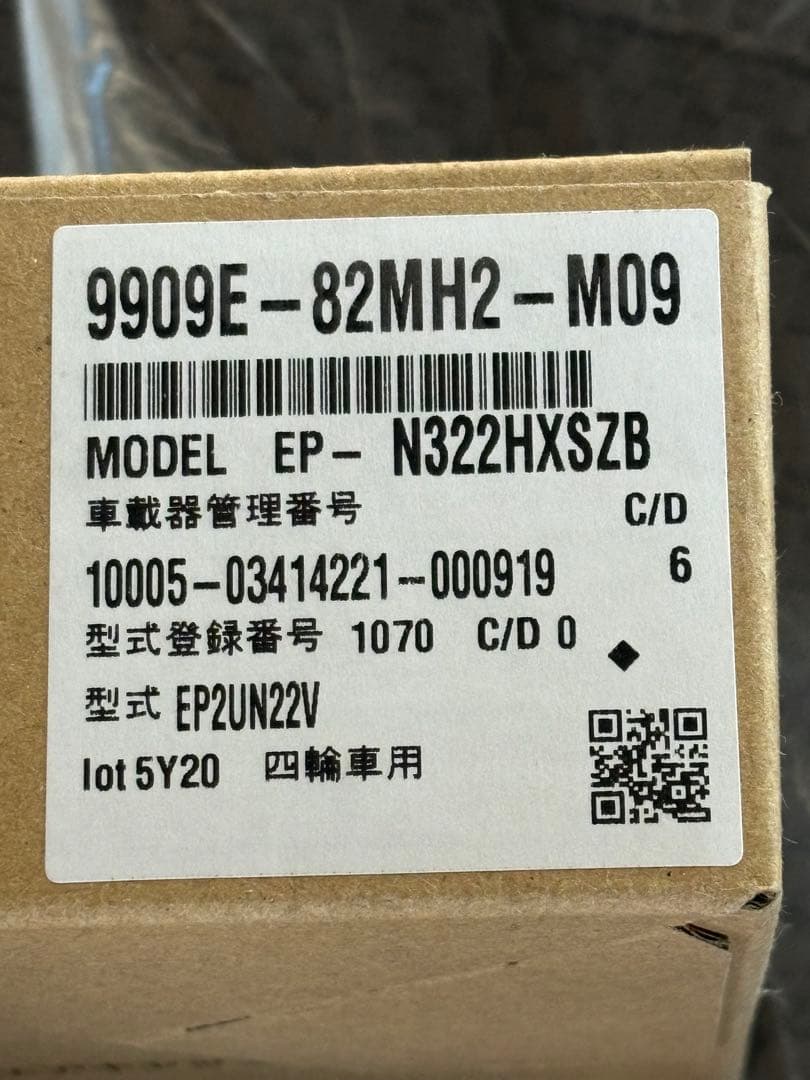 9909E-82MH2-M09
MODEL EP- N322HXSZB
車載器管理番号 C/D
10005-03414221-000919 6
型式登録番号 1070 C/D 0
型式 EP2UN22V
lot 5Y20 四輪車用